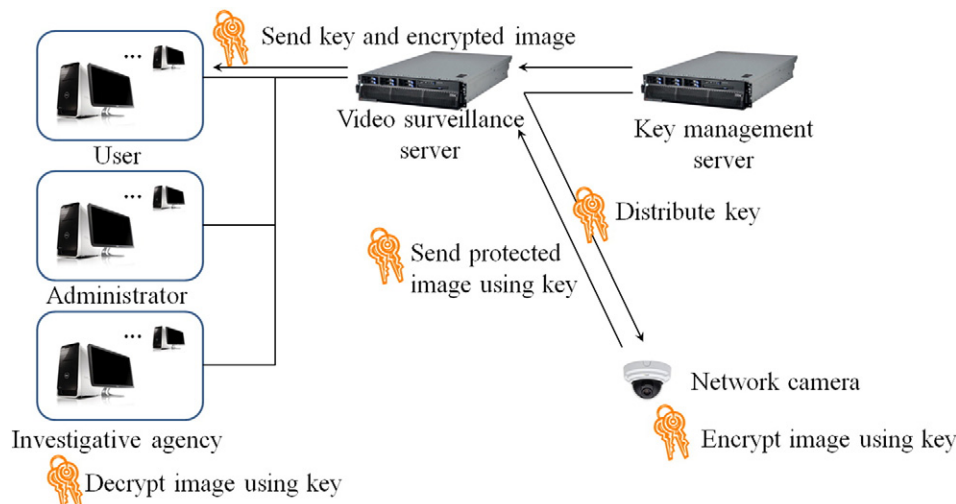 Send key and encrypted image
User
Video surveillance
server
Key management
server
Distribute key
Send protected
image using key
Administrator
Network camera
Encrypt image using key
Investigative agency
Decrypt image using key